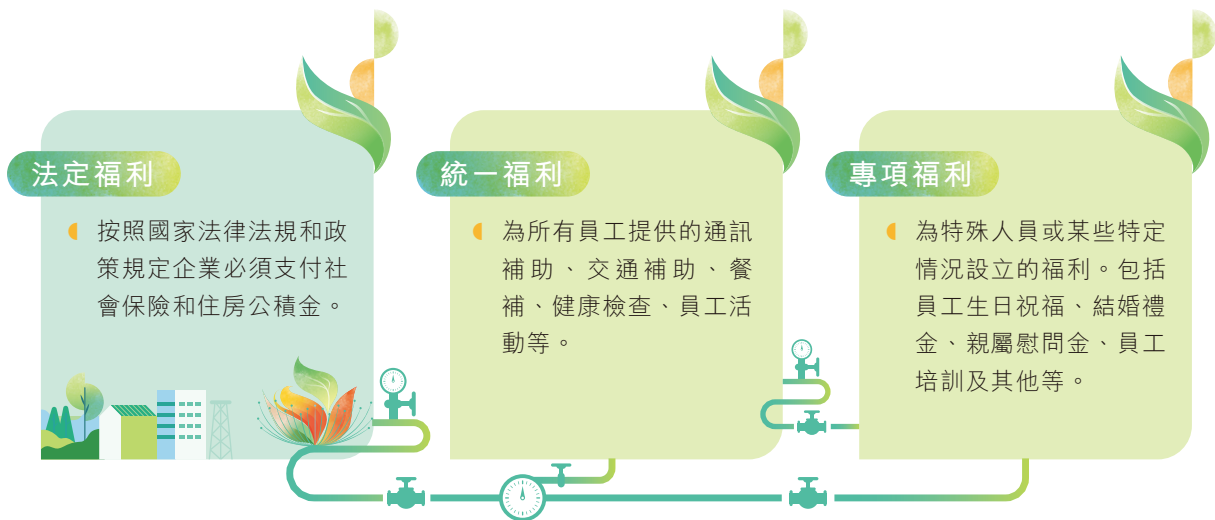 法定福利
按照國家法律法規和政
策規定企業必須支付社
會保險和住房公積金。
統一福利
為所有員工提供的通訊
補助、交通補助、餐
補、健康檢查、員工活
動等。
專項福利
為特殊人員或某些特定
情況設立的福利。包括
員工生日祝福、結婚禮
金、親屬慰問金、員工
培訓及其他等。